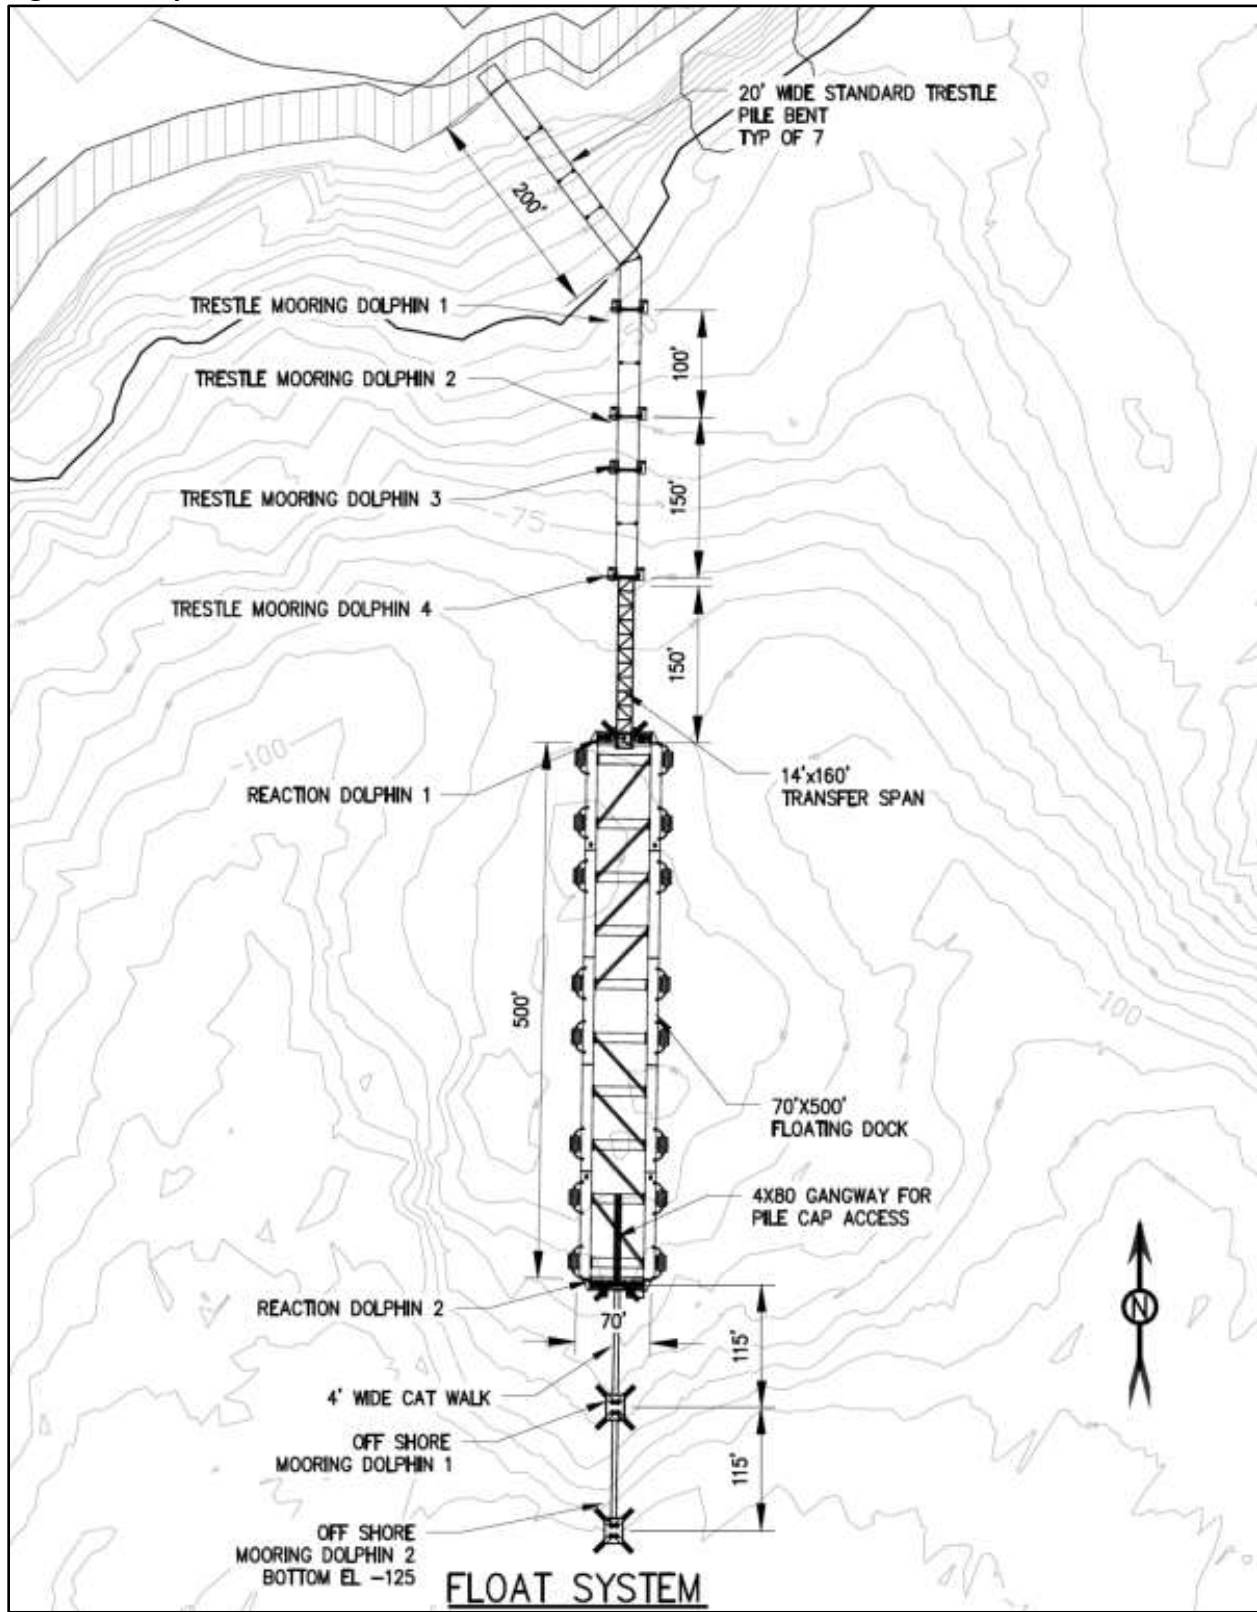 20' WIDE STANDARD TRESTLE
PILE BENT
TYP OF 7
200'
TRESTLE MOORING DOLPHIN 1
100'
TRESTLE MOORING DOLPHIN 2
TRESTLE MOORING DOLPHIN 3
-75
150'
TRESTLE MOORING DOLPHIN 4
150'
-100
14'x160'
TRANSFER SPAN
REACTION DOLPHIN 1
500'
-100
70'X500'
FLOATING DOCK
4X80 GANGWAY FOR
PILE CAP ACCESS
REACTION DOLPHIN 2
70'
115'
N
4' WIDE CAT WALK
OFF SHORE
MOORING DOLPHIN 1
115'
OFF SHORE
MOORING DOLPHIN 2
BOTTOM EL -125
FLOAT SYSTEM